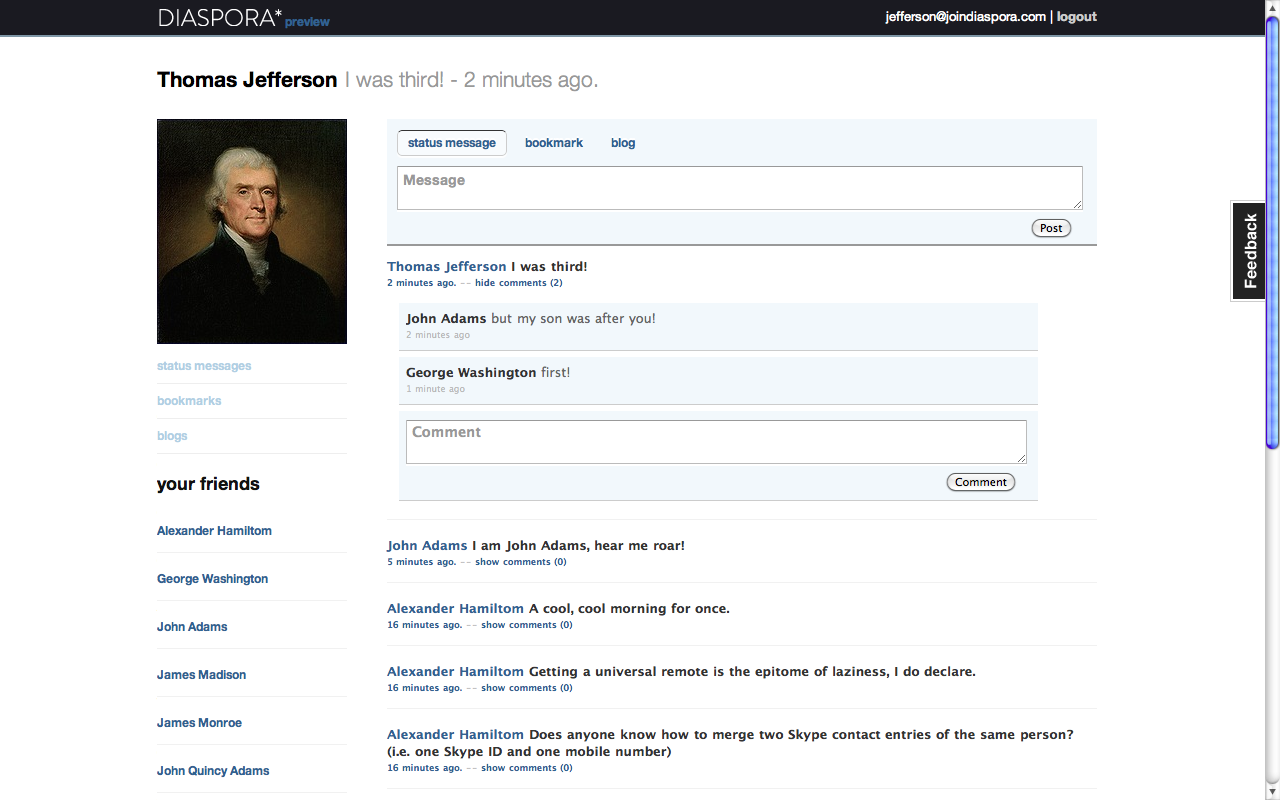 DIASPORA* preview
jefferson@joindiaspora.com | logout
Thomas Jefferson I was third! - 2 minutes ago.
status message bookmark blog
Message
Post
Feedback
Thomas Jefferson I was third!
2 minutes ago. -- hide comments (2)
John Adams but my son was after you!
2 minutes ago
George Washington first!
1 minute ago
Comment
Comment
John Adams I am John Adams, hear me roar!
5 minutes ago. -- show comments (0)
Alexander Hamiltom A cool, cool morning for once.
16 minutes ago. -- show comments (0)
Alexander Hamiltom Getting a universal remote is the epitome of laziness, I do declare.
16 minutes ago. -- show comments (0)
Alexander Hamiltom Does anyone know how to merge two Skype contact entries of the same person?
(i.e. one Skype ID and one mobile number)
16 minutes ago. -- show comments (0)
status messages
bookmarks
blogs
your friends
Alexander Hamiltom
George Washington
John Adams
James Madison
James Monroe
John Quincy Adams